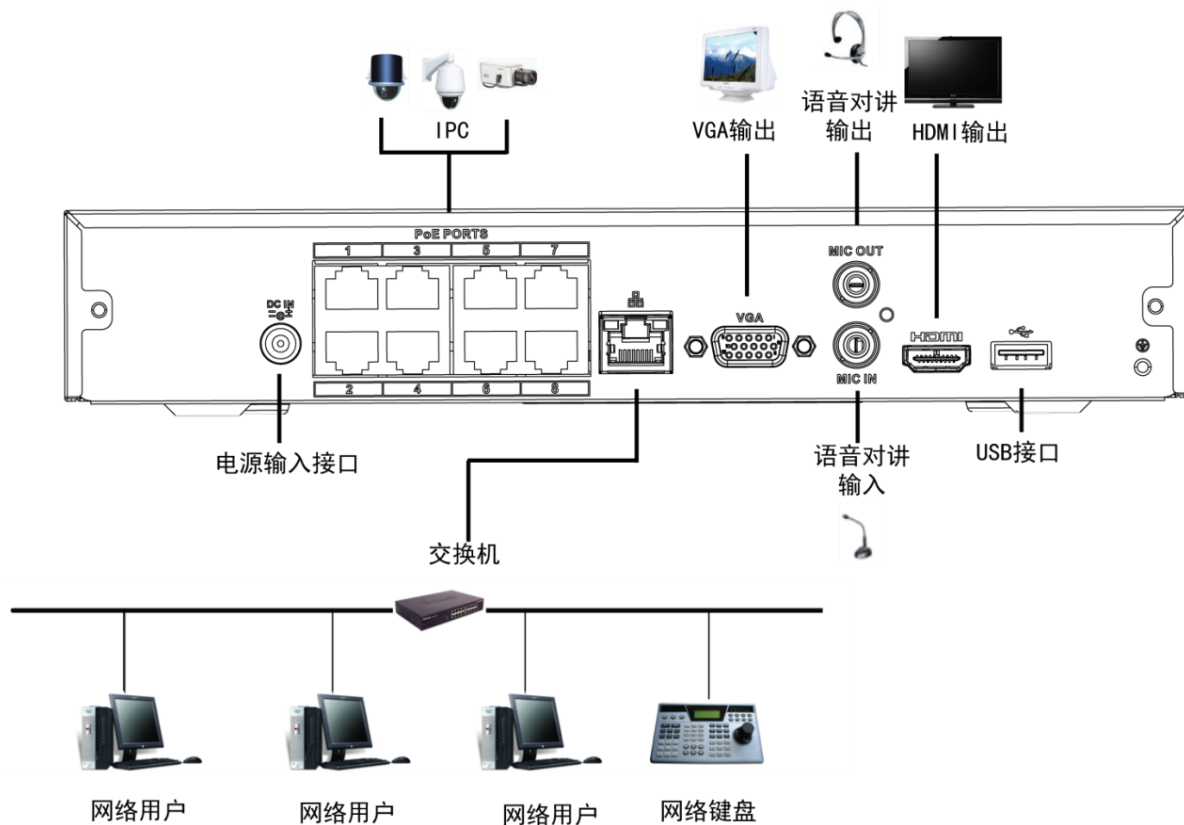 IPC
VGA输出
语音对讲
输出
HDMI输出
PoE PORTS
1 3 5 7
MIC OUT
DC IN
VGA
HDMI
2 4 6 8
MIC IN
电源输入接口
语音对讲
输入
USB接口
交换机
网络用户
网络用户
网络用户
网络键盘